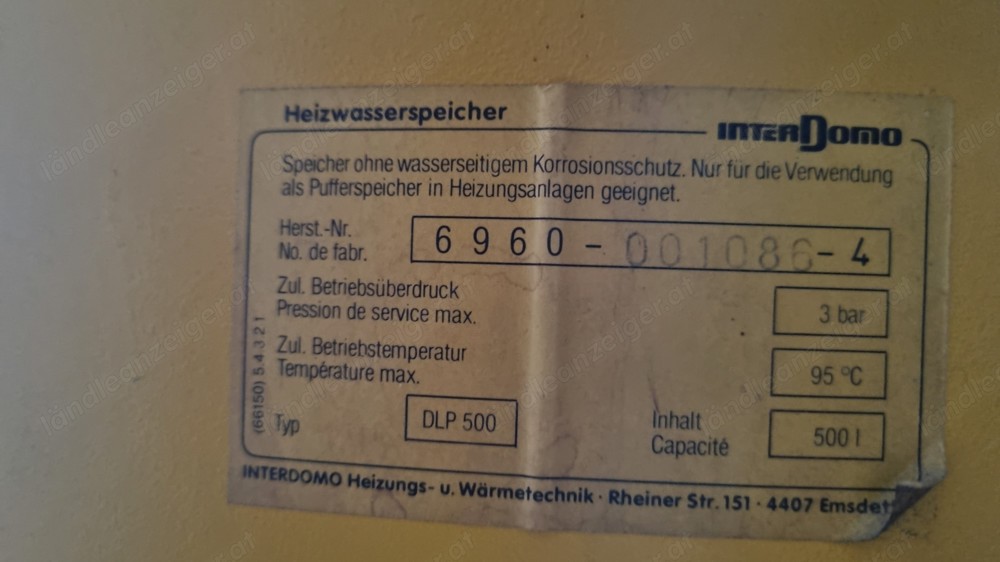 Heizwasserspeicher
INTERDOMO
Speicher ohne wasserseitigem Korrosionsschutz. Nur für die Verwendung
als Pufferspeicher in Heizungsanlagen geeignet.
Herst.-Nr.
No. de fabr.
6960-001086-4
Zul. Betriebsüberdruck
Pression de service max.
3 bar
Zul. Betriebstemperatur
Température max.
95 °C
(66150) 5.4.3 2 1
Typ
DLP 500
Inhalt
Capacité
500 l
INTERDOMO Heizungs- u. Wärmetechnik · Rheiner Str. 151 · 4407 Emsdet
ländleanzeiger.at